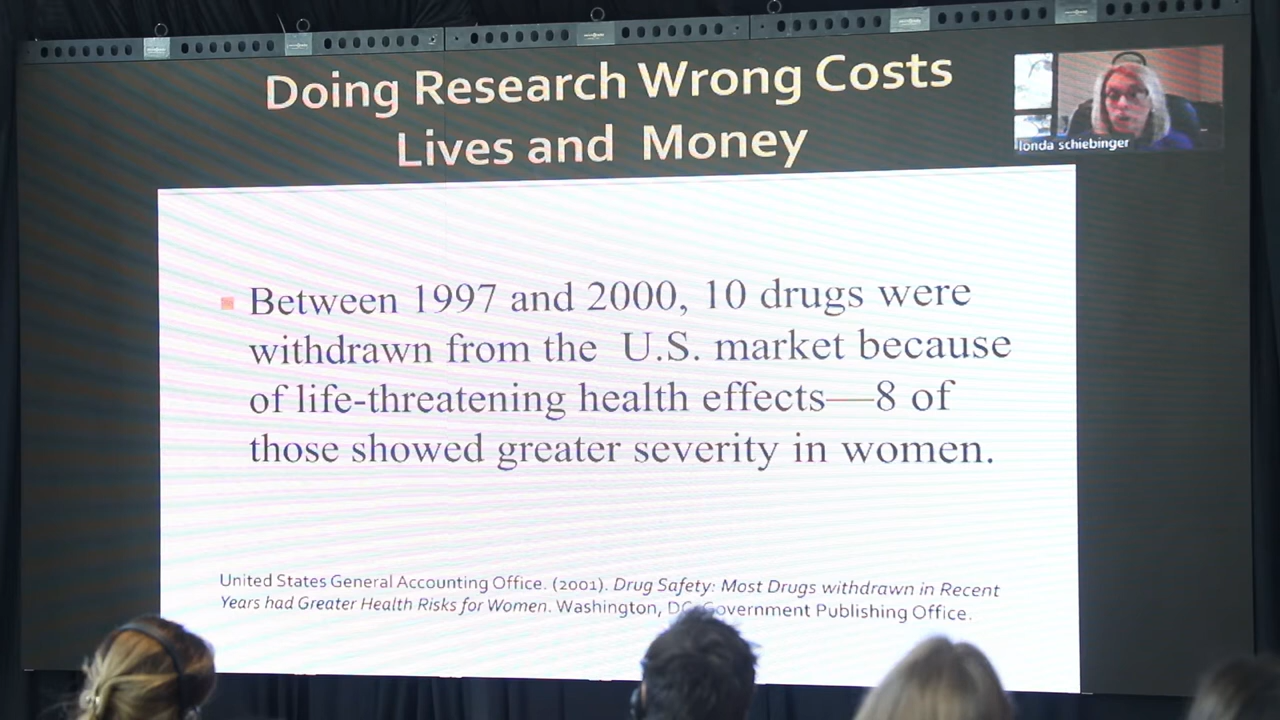 Doing Research Wrong Costs
Lives and Money
londa schiebinger
Between 1997 and 2000, 10 drugs were
withdrawn from the U.S. market because
of life-threatening health effects—8 of
those showed greater severity in women.
United States General Accounting Office. (2001). Drug Safety: Most Drugs withdrawn in Recent
Years had Greater Health Risks for Women. Washington, DC: Government Publishing Office.